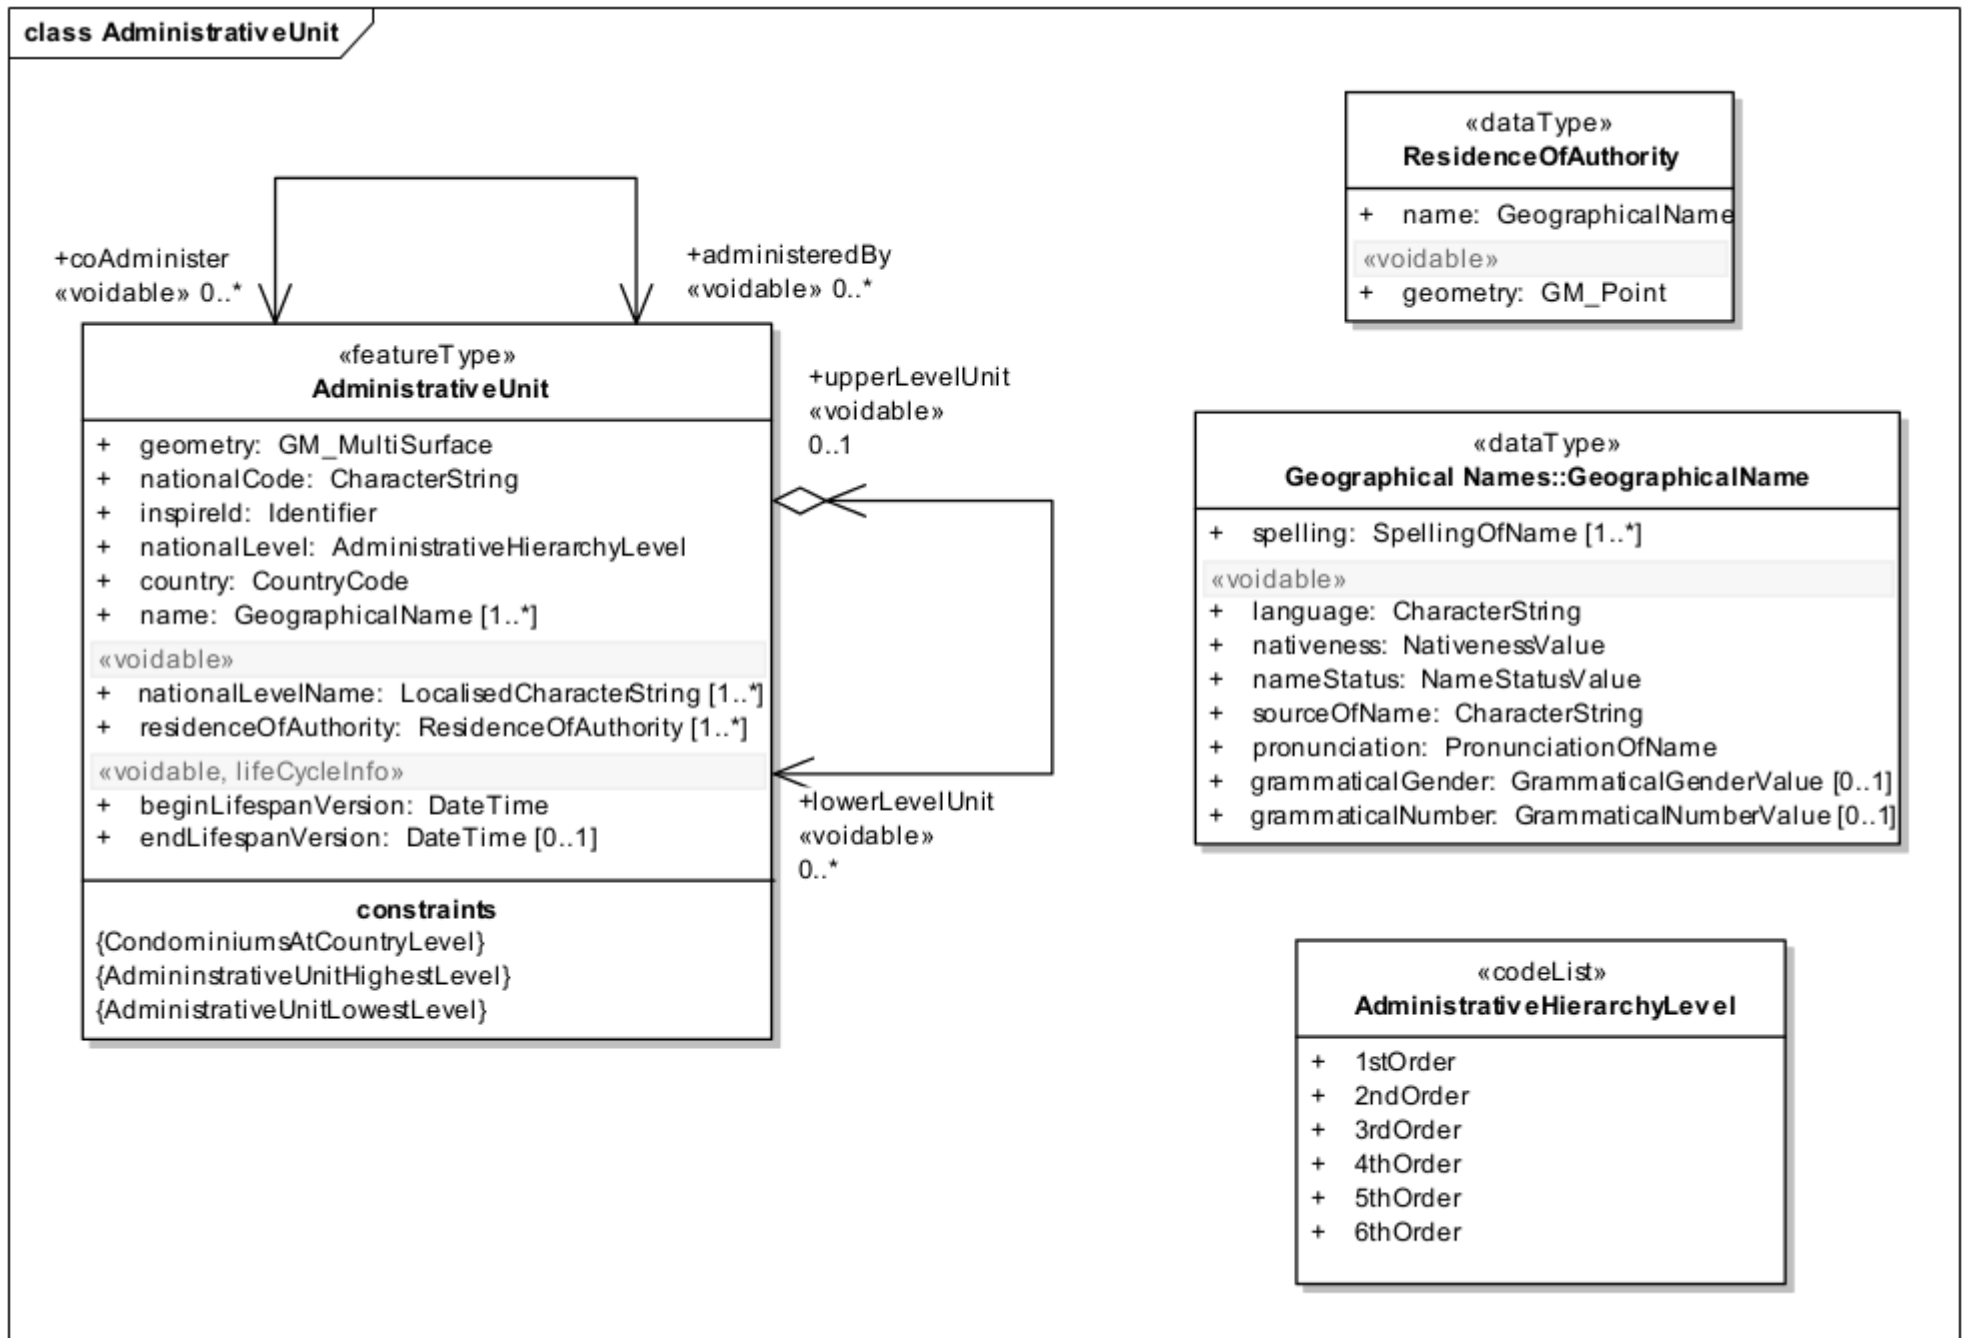 class AdministrativeUnit
+coAdminister
«voidable» 0..*
+administeredBy
«voidable» 0..*
«featureType»
AdministrativeUnit
+ geometry: GM_MultiSurface
+ nationalCode: CharacterString
+ inspireId: Identifier
+ nationalLevel: AdministrativeHierarchyLevel
+ country: CountryCode
+ name: GeographicalName [1..*]
«voidable»
+ nationalLevelName: LocalisedCharacterString [1..*]
+ residenceOfAuthority: ResidenceOfAuthority [1..*]
«voidable, lifeCycleInfo»
+ beginLifespanVersion: DateTime
+ endLifespanVersion: DateTime [0..1]
constraints
{CondominiumsAtCountryLevel}
{AdmininstrativeUnitHighestLevel}
{AdministrativeUnitLowestLevel}
+upperLevelUnit
«voidable»
0..1
+lowerLevelUnit
«voidable»
0..*
«dataType»
ResidenceOfAuthority
+ name: GeographicalName
«voidable»
+ geometry: GM_Point
«dataType»
Geographical Names::GeographicalName
+ spelling: SpellingOfName [1..*]
«voidable»
+ language: CharacterString
+ nativeness: NativenessValue
+ nameStatus: NameStatusValue
+ sourceOfName: CharacterString
+ pronunciation: PronunciationOfName
+ grammaticalGender: GrammaticalGenderValue [0..1]
+ grammaticalNumber: GrammaticalNumberValue [0..1]
«codeList»
AdministrativeHierarchyLevel
+ 1stOrder
+ 2ndOrder
+ 3rdOrder
+ 4thOrder
+ 5thOrder
+ 6thOrder